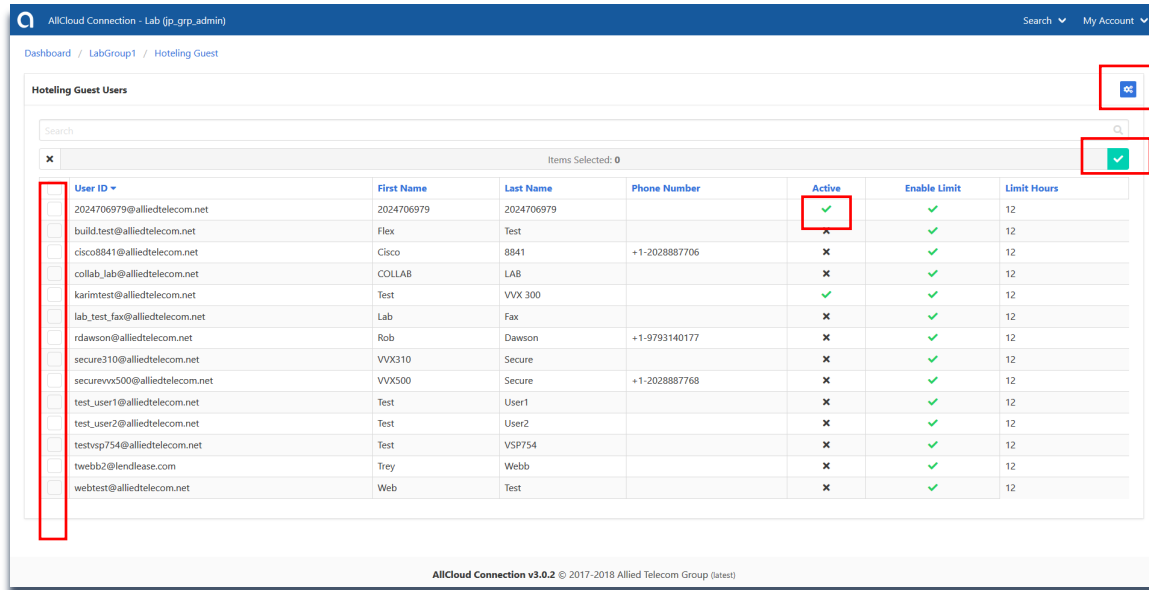 AllCloud Connection - Lab (jp_grp_admin) Search My Account
Dashboard / LabGroup1 / Hoteling Guest
Hoteling Guest Users
Search
Items Selected: 0
User ID First Name Last Name Phone Number Active Enable Limit Limit Hours
2024706979@alliedtelecom.net 2024706979 2024706979 12
build.test@alliedtelecom.net Flex Test 12
cisco8841@alliedtelecom.net Cisco 8841 +1-2028887706 12
collab_lab@alliedtelecom.net COLLAB LAB 12
karimtest@alliedtelecom.net Test VVX 300 12
lab_test_fax@alliedtelecom.net Lab Fax 12
rdawson@alliedtelecom.net Rob Dawson +1-9793140177 12
secure310@alliedtelecom.net VVX310 Secure 12
securevvx500@alliedtelecom.net VVX500 Secure +1-2028887768 12
test_user1@alliedtelecom.net Test User1 12
test_user2@alliedtelecom.net Test User2 12
testvsp754@alliedtelecom.net Test VSP754 12
twebb2@lendlease.com Trey Webb 12
webtest@alliedtelecom.net Web Test 12
AllCloud Connection v3.0.2 © 2017-2018 Allied Telecom Group (latest)